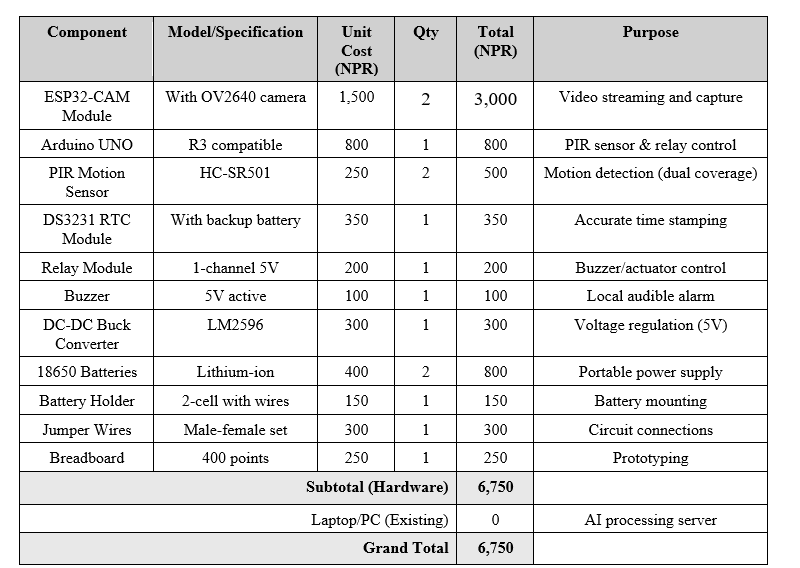 Component Model/Specification Unit Cost (NPR) Qty Total (NPR) Purpose
ESP32-CAM Module With OV2640 camera 1,500 2 3,000 Video streaming and capture
Arduino UNO R3 compatible 800 1 800 PIR sensor & relay control
PIR Motion Sensor HC-SR501 250 2 500 Motion detection (dual coverage)
DS3231 RTC Module With backup battery 350 1 350 Accurate time stamping
Relay Module 1-channel 5V 200 1 200 Buzzer/actuator control
Buzzer 5V active 100 1 100 Local audible alarm
DC-DC Buck Converter LM2596 300 1 300 Voltage regulation (5V)
18650 Batteries Lithium-ion 400 2 800 Portable power supply
Battery Holder 2-cell with wires 150 1 150 Battery mounting
Jumper Wires Male-female set 300 1 300 Circuit connections
Breadboard 400 points 250 1 250 Prototyping
Subtotal (Hardware) 6,750
Laptop/PC (Existing) 0 AI processing server
Grand Total 6,750